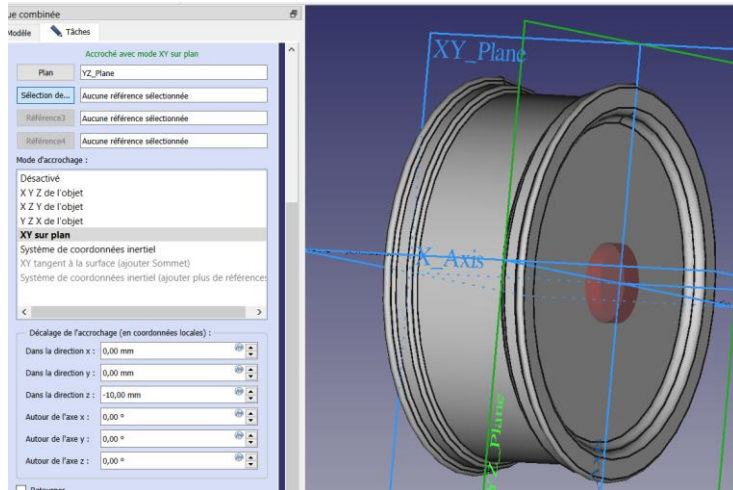 ue combinée
Modèle
Tâches
Accroché avec mode XY sur plan
Plan
YZ_Plane
Sélection de...
Aucune référence sélectionnée
Référence3
Aucune référence sélectionnée
Référence4
Aucune référence sélectionnée
Mode d'accrochage :
Désactivé
X Y Z de l'objet
X Z Y de l'objet
Y Z X de l'objet
XY sur plan
Système de coordonnées inertiel
XY tangent à la surface (ajouter Sommet)
Système de coordonnées inertiel (ajouter plus de références
Décalage de l'accrochage (en coordonnées locales) :
Dans la direction x : 0,00 mm
Dans la direction y : 0,00 mm
Dans la direction z : -10,00 mm
Autour de l'axe x : 0,00 °
Autour de l'axe y : 0,00 °
Autour de l'axe z : 0,00 °
Retourner
XY_Plane
X_Axis
YZ_Plane